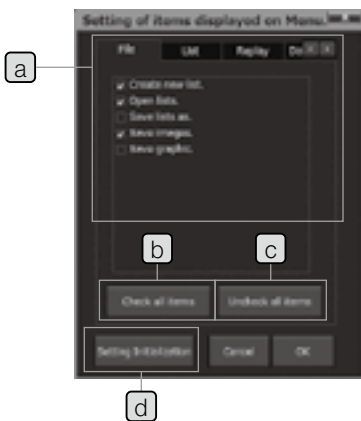 Setting of items displayed on Menu.
a
File List Replay
Create new list.
Open lists.
Save lists as.
Save images.
Save graphic.
b c
Check all items Uncheck all items
Setting Initialization Cancel OK
d